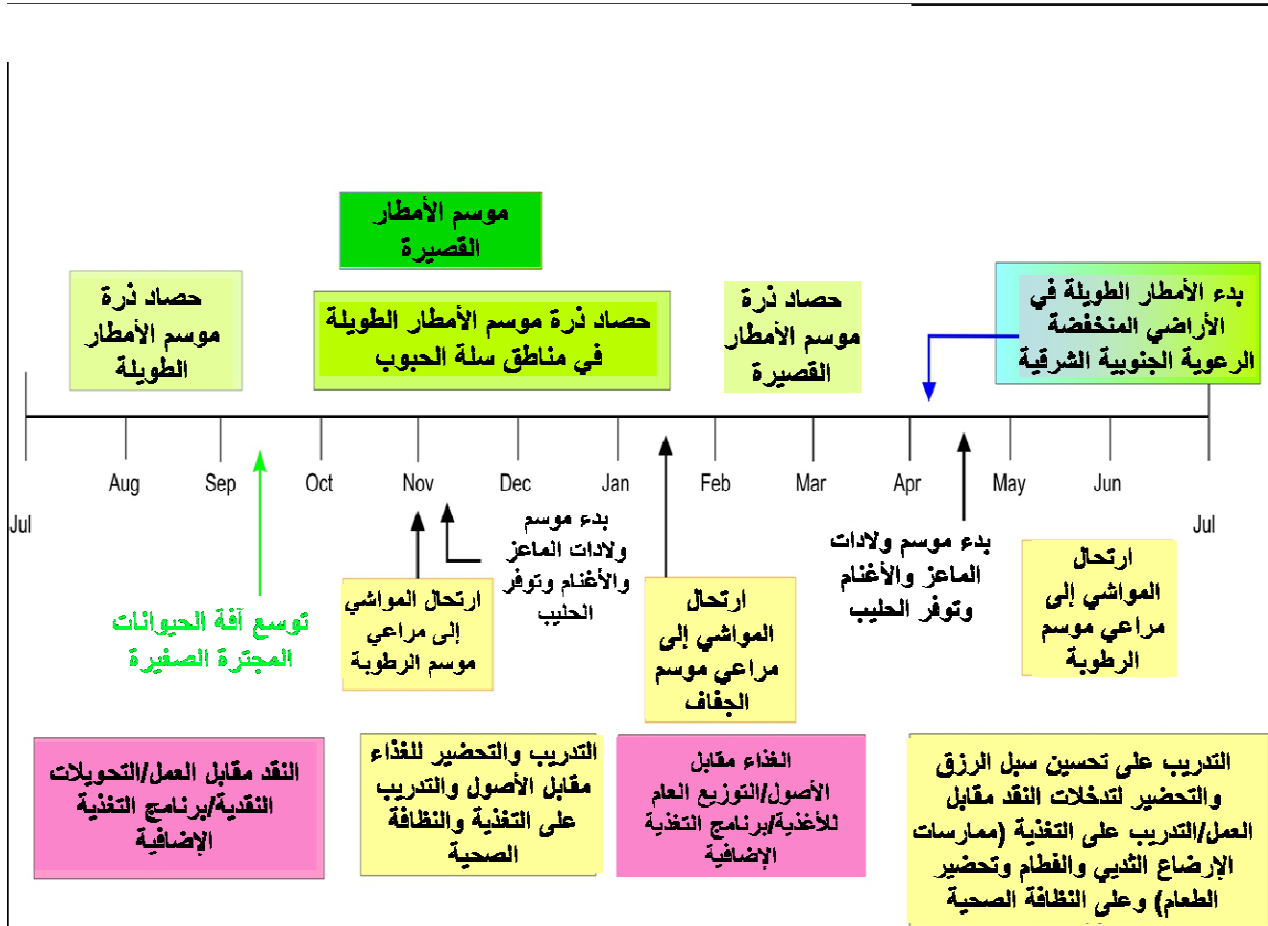 موسم الأمطار
القصيرة
حصاد ذرة
موسم الأمطار
الطويلة
حصاد ذرة موسم الأمطار الطويلة
في مناطق سلة الحبوب
حصاد ذرة
موسم الأمطار
القصيرة
بدء الأمطار الطويلة في
الأراضي المنخفضة
الرعوية الجنوبية الشرقية
Jul
Aug
Sep
Oct
Nov
Dec
Jan
Feb
Mar
Apr
May
Jun
Jul
توسع آفة الحيوانات
المجترة الصغيرة
ارتحال المواشي
إلى مراعي
موسم الرطوبة
بدء موسم
ولادات الماعز
والأغنام وتوفر
الحليب
ارتحال
المواشي إلى
مراعي موسم
الجفاف
بدء موسم ولادات
الماعز والأغنام
وتوفر الحليب
ارتحال
المواشي إلى
مراعي موسم
الرطوبة
النقد مقابل العمل/التحويلات
النقدية/برنامج التغذية
الإضافية
التدريب والتحضير للغذاء
مقابل الأصول والتدريب
على التغذية والنظافة
الصحية
الغذاء مقابل
الأصول/التوزيع العام
للأغذية/برنامج التغذية
الإضافية
التدريب على تحسين سبل الرزق
والتحضير لتدخلات النقد مقابل
العمل/التدريب على التغذية (ممارسات
الإرضاع الثديي والفطام وتحضير
الطعام) وعلى النظافة الصحية